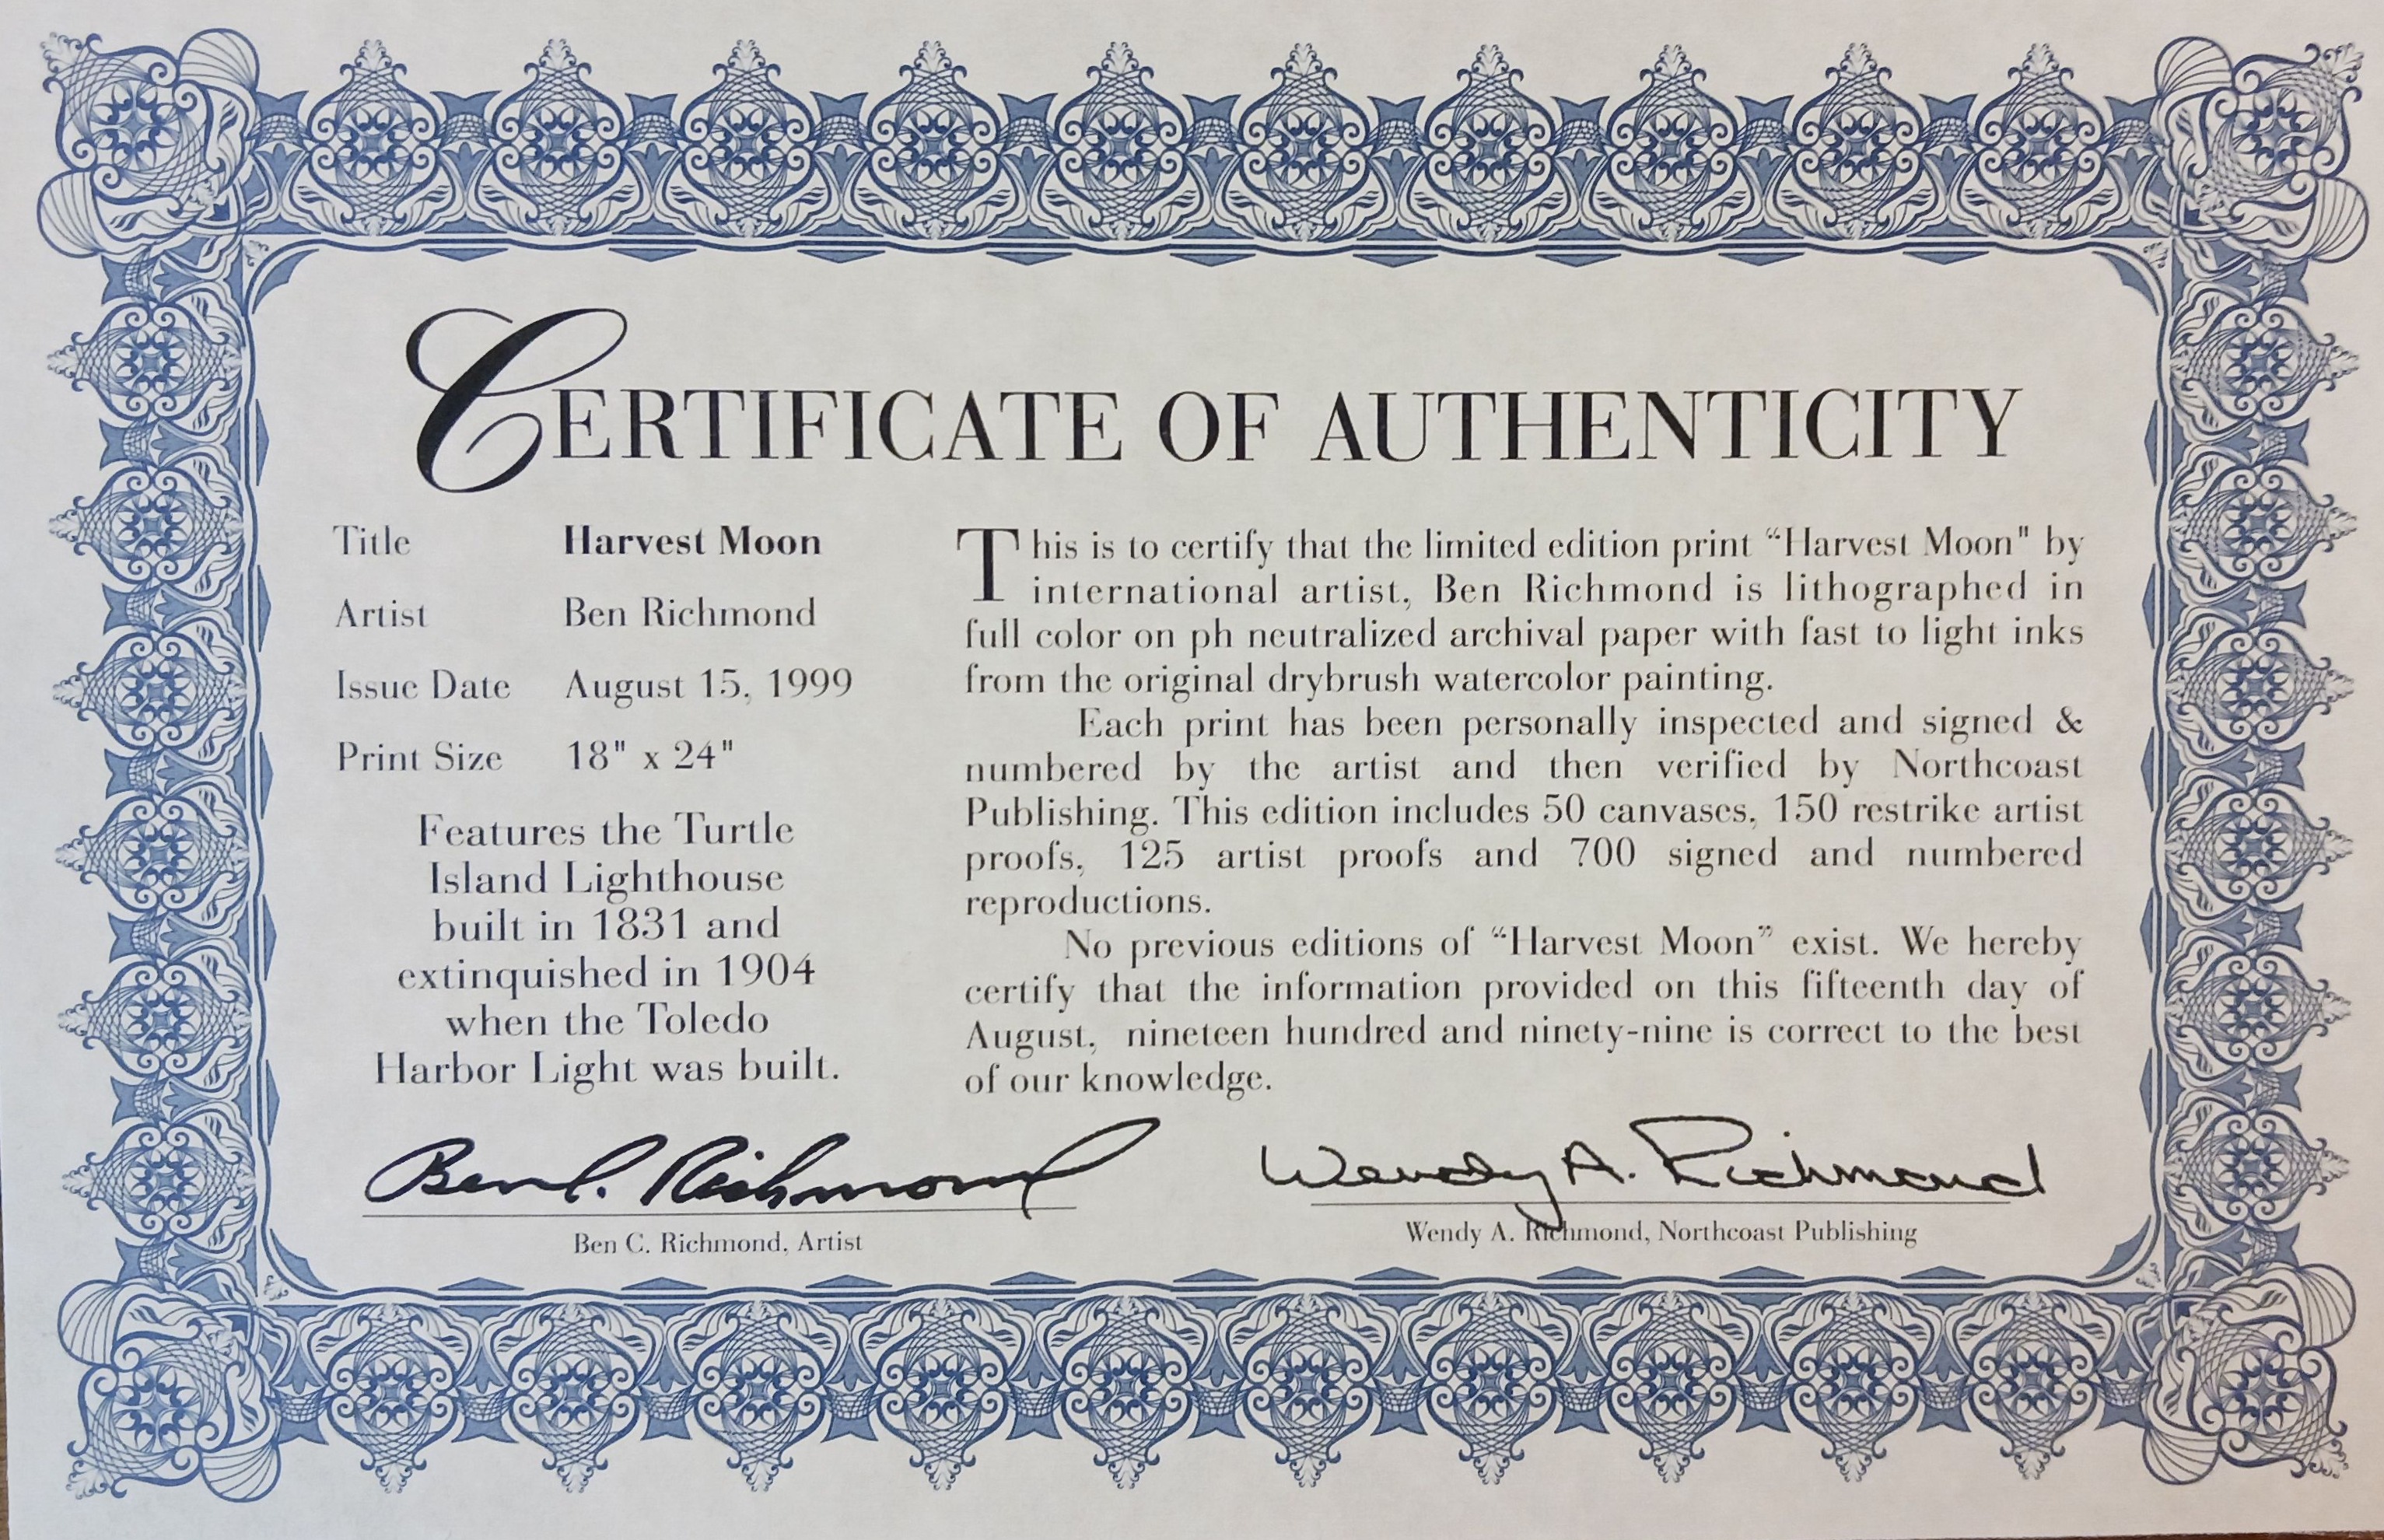 CERTIFICATE OF AUTHENTICITY
Title Harvest Moon
Artist Ben Richmond
Issue Date August 15, 1999
Print Size 18" x 24"
Features the Turtle
Island Lighthouse
built in 1831 and
extinquished in 1904
when the Toledo
Harbor Light was built.
This is to certify that the limited edition print “Harvest Moon" by
international artist, Ben Richmond is lithographed in
full color on ph neutralized archival paper with fast to light inks
from the original drybrush watercolor painting.
Each print has been personally inspected and signed &
numbered by the artist and then verified by Northcoast
Publishing. This edition includes 50 canvases, 150 restrike artist
proofs, 125 artist proofs and 700 signed and numbered
reproductions.
No previous editions of “Harvest Moon” exist. We hereby
certify that the information provided on this fifteenth day of
August, nineteen hundred and ninety-nine is correct to the best
of our knowledge.
Ben C. Richmond
Ben C. Richmond, Artist
Wendy A. Richmond
Wendy A. Richmond, Northcoast Publishing